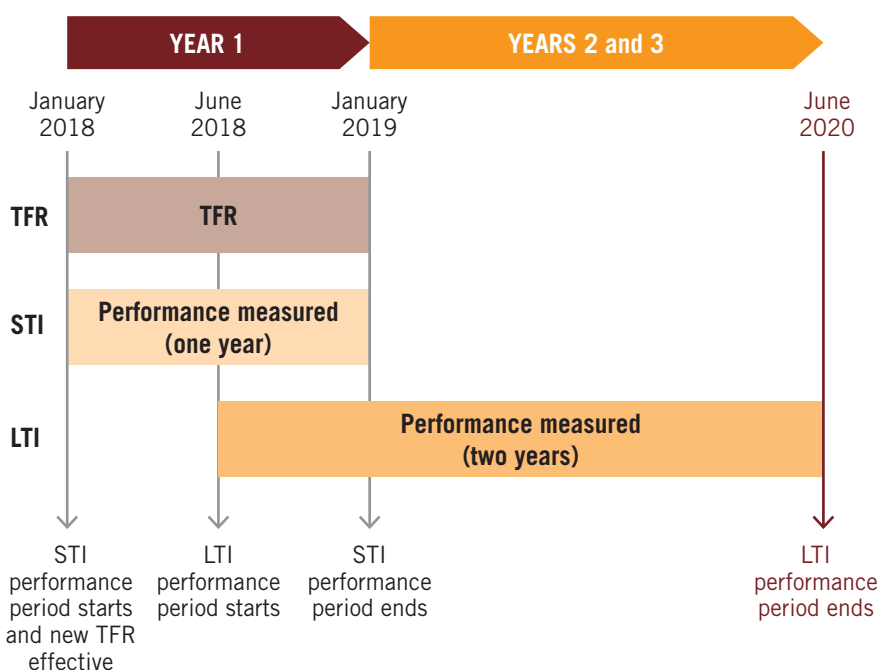 YEAR 1
YEARS 2 and 3
January
2018
June
2018
January
2019
June
2020
TFR
TFR
STI
Performance measured
(one year)
LTI
Performance measured
(two years)
STI
performance
period starts
and new TFR
effective
LTI
performance
period starts
STI
performance
period ends
LTI
performance
period ends